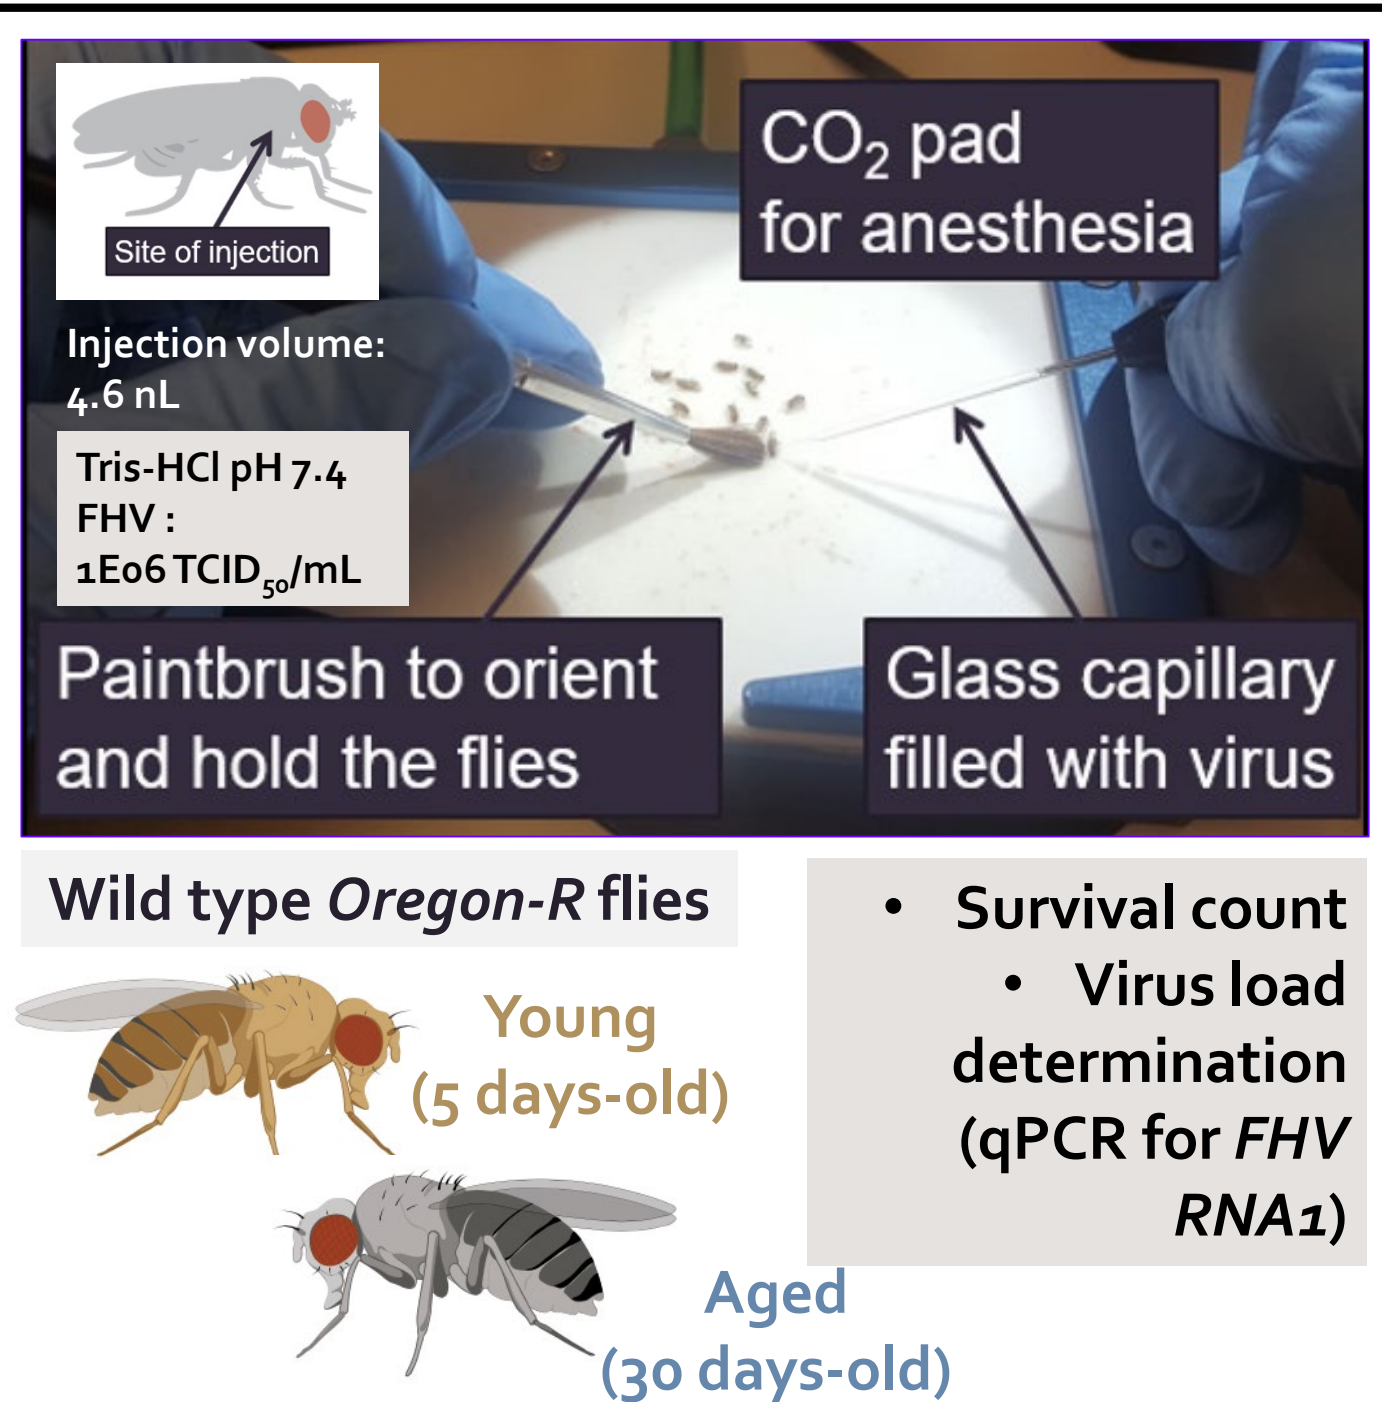 Site of injection
CO₂ pad
for anesthesia
Injection volume:
4.6 nL
Tris-HCl pH 7.4
FHV :
1E06 TCID₅₀/mL
Paintbrush to orient
and hold the flies
Glass capillary
filled with virus
Wild type Oregon-R flies
Young
(5 days-old)
Aged
(30 days-old)
• Survival count
• Virus load
determination
(qPCR for FHV
RNA1)